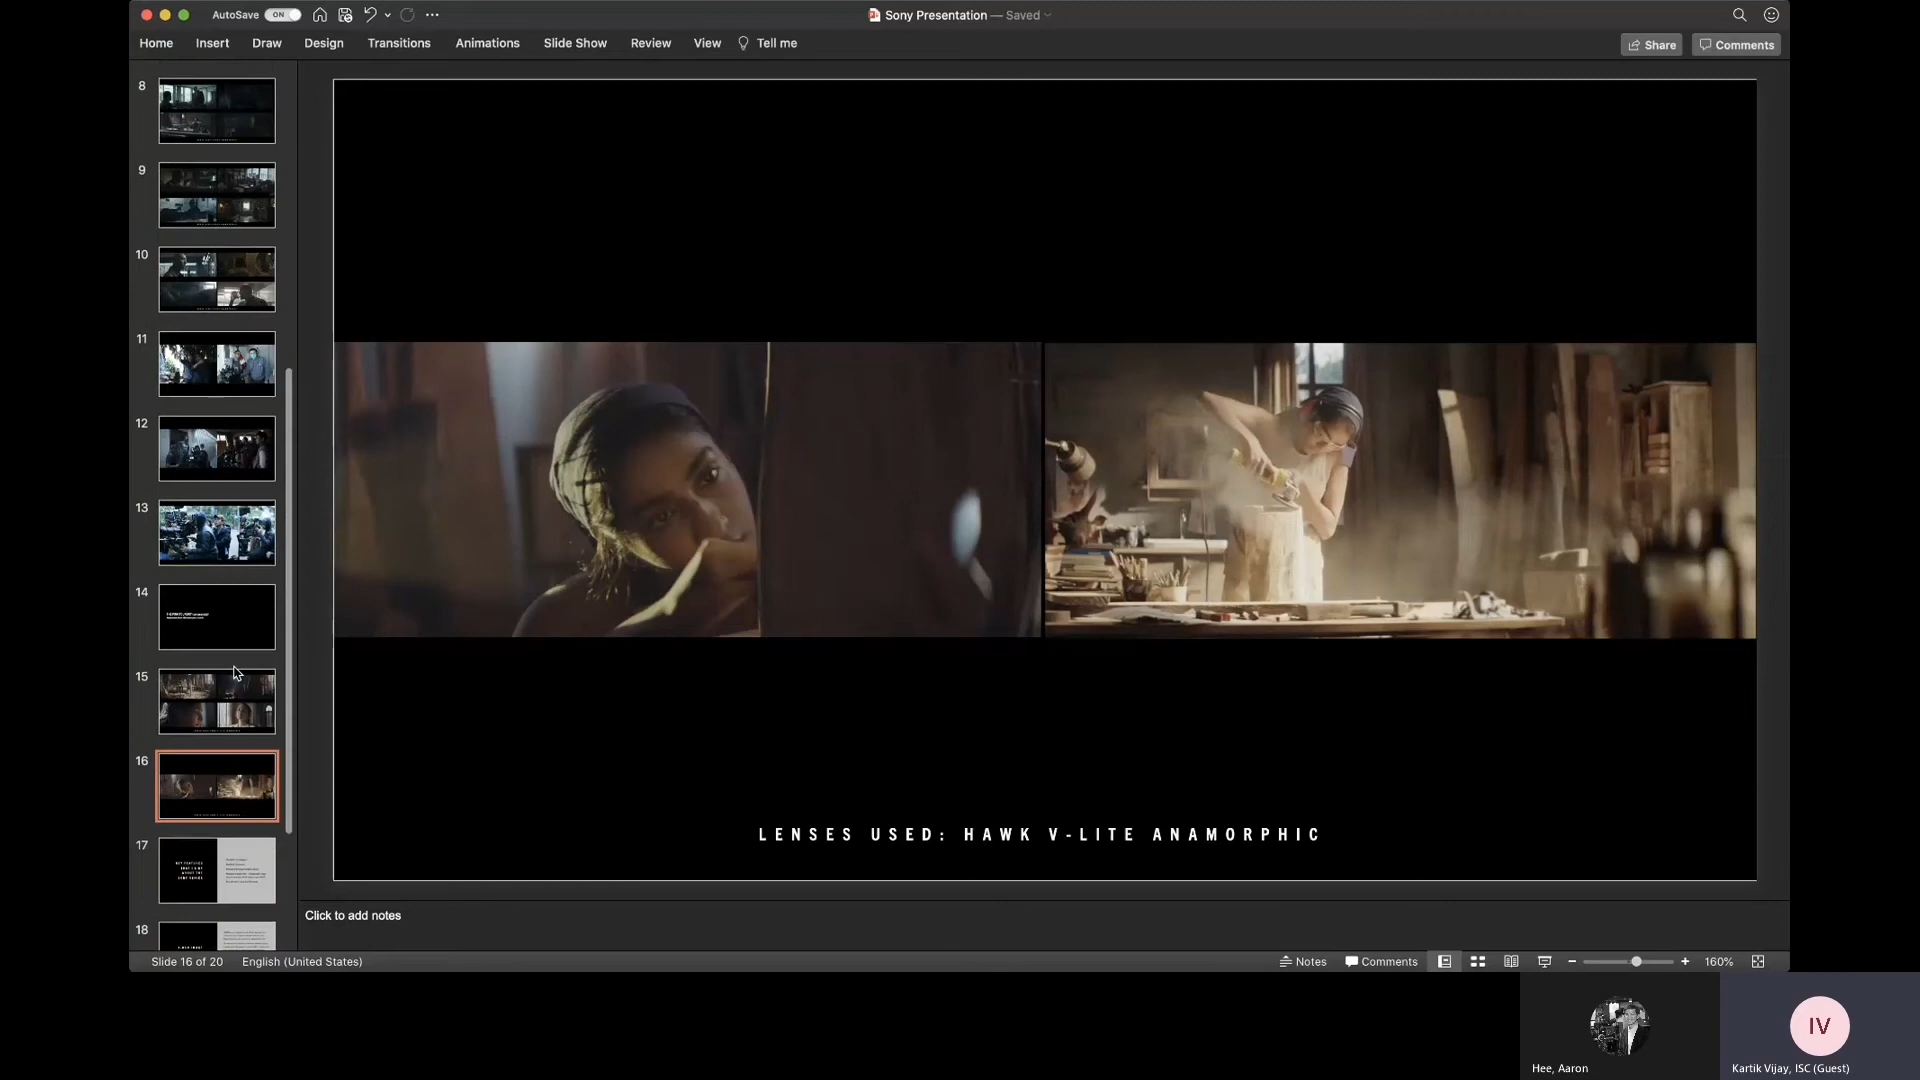 AutoSave ON
Sony Presentation — Saved
Home Insert Draw Design Transitions Animations Slide Show Review View Tell me
Share Comments
8
9
10
11
12
13
14
15
16
17
KEY FEATURES
18
LENSES USED: HAWK V-LITE ANAMORPHIC
Click to add notes
Slide 16 of 20 English (United States)
Notes Comments 160%
IV
Hee, Aaron
Kartik Vijay, ISC (Guest)